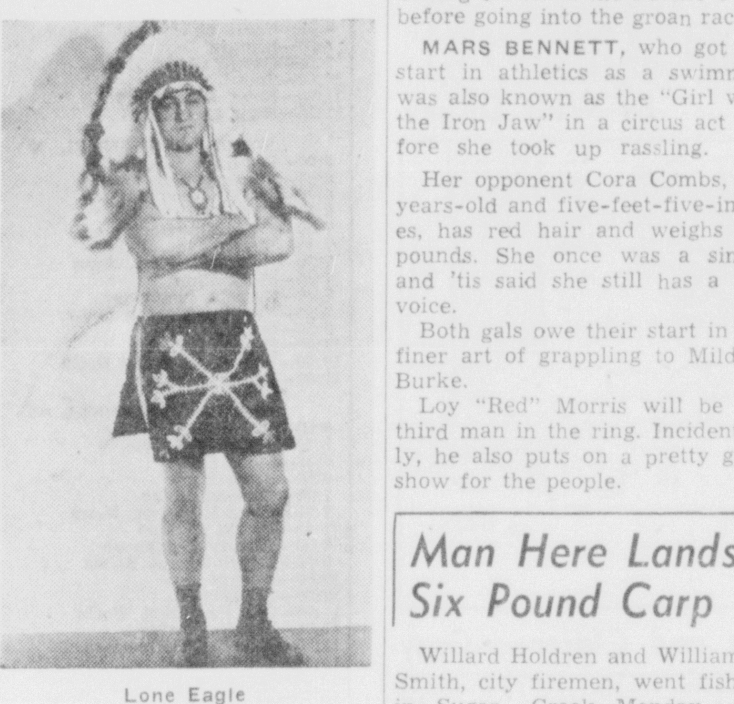 Lone Eagle
before going into the groan rac
MARS BENNETT, who got
start in athletics as a swimm
was also known as the "Girl w
the Iron Jaw" in a circus act
fore she took up rassling.
Her opponent Cora Combs,
years-old and five-feet-five-in
es, has red hair and weighs
pounds. She once was a sin
and 'tis said she still has a
voice.
Both gals owe their start in
finer art of grappling to Mild
Burke.
Loy "Red" Morris will be
third man in the ring. Incident
ly, he also puts on a pretty g
show for the people.
Man Here Lands
Six Pound Carp
Willard Holdren and William
Smith, city firemen, went fish
in Sugar Creek Monday